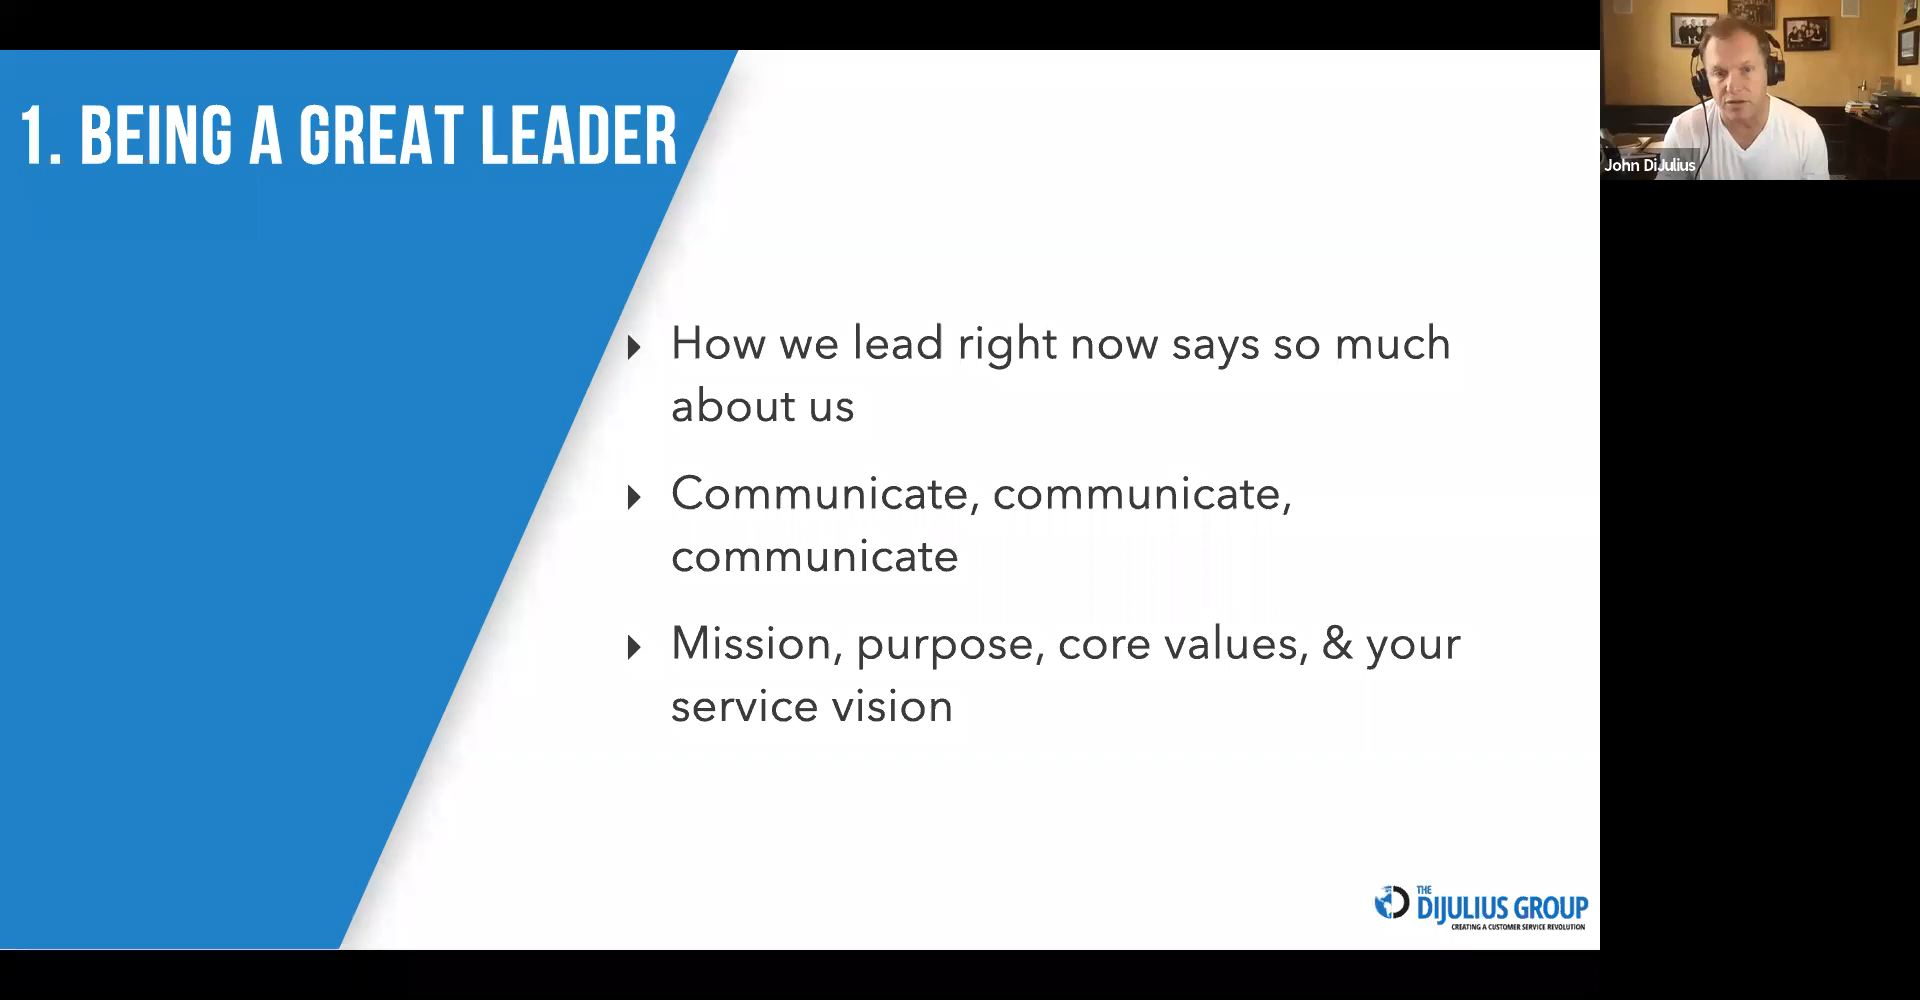 1. BEING A GREAT LEADER
How we lead right now says so much
about us
Communicate, communicate,
communicate
Mission, purpose, core values, & your
service vision
THE
DIJULIUS GROUP
CREATING A CUSTOMER SERVICE REVOLUTION
John DiJulius